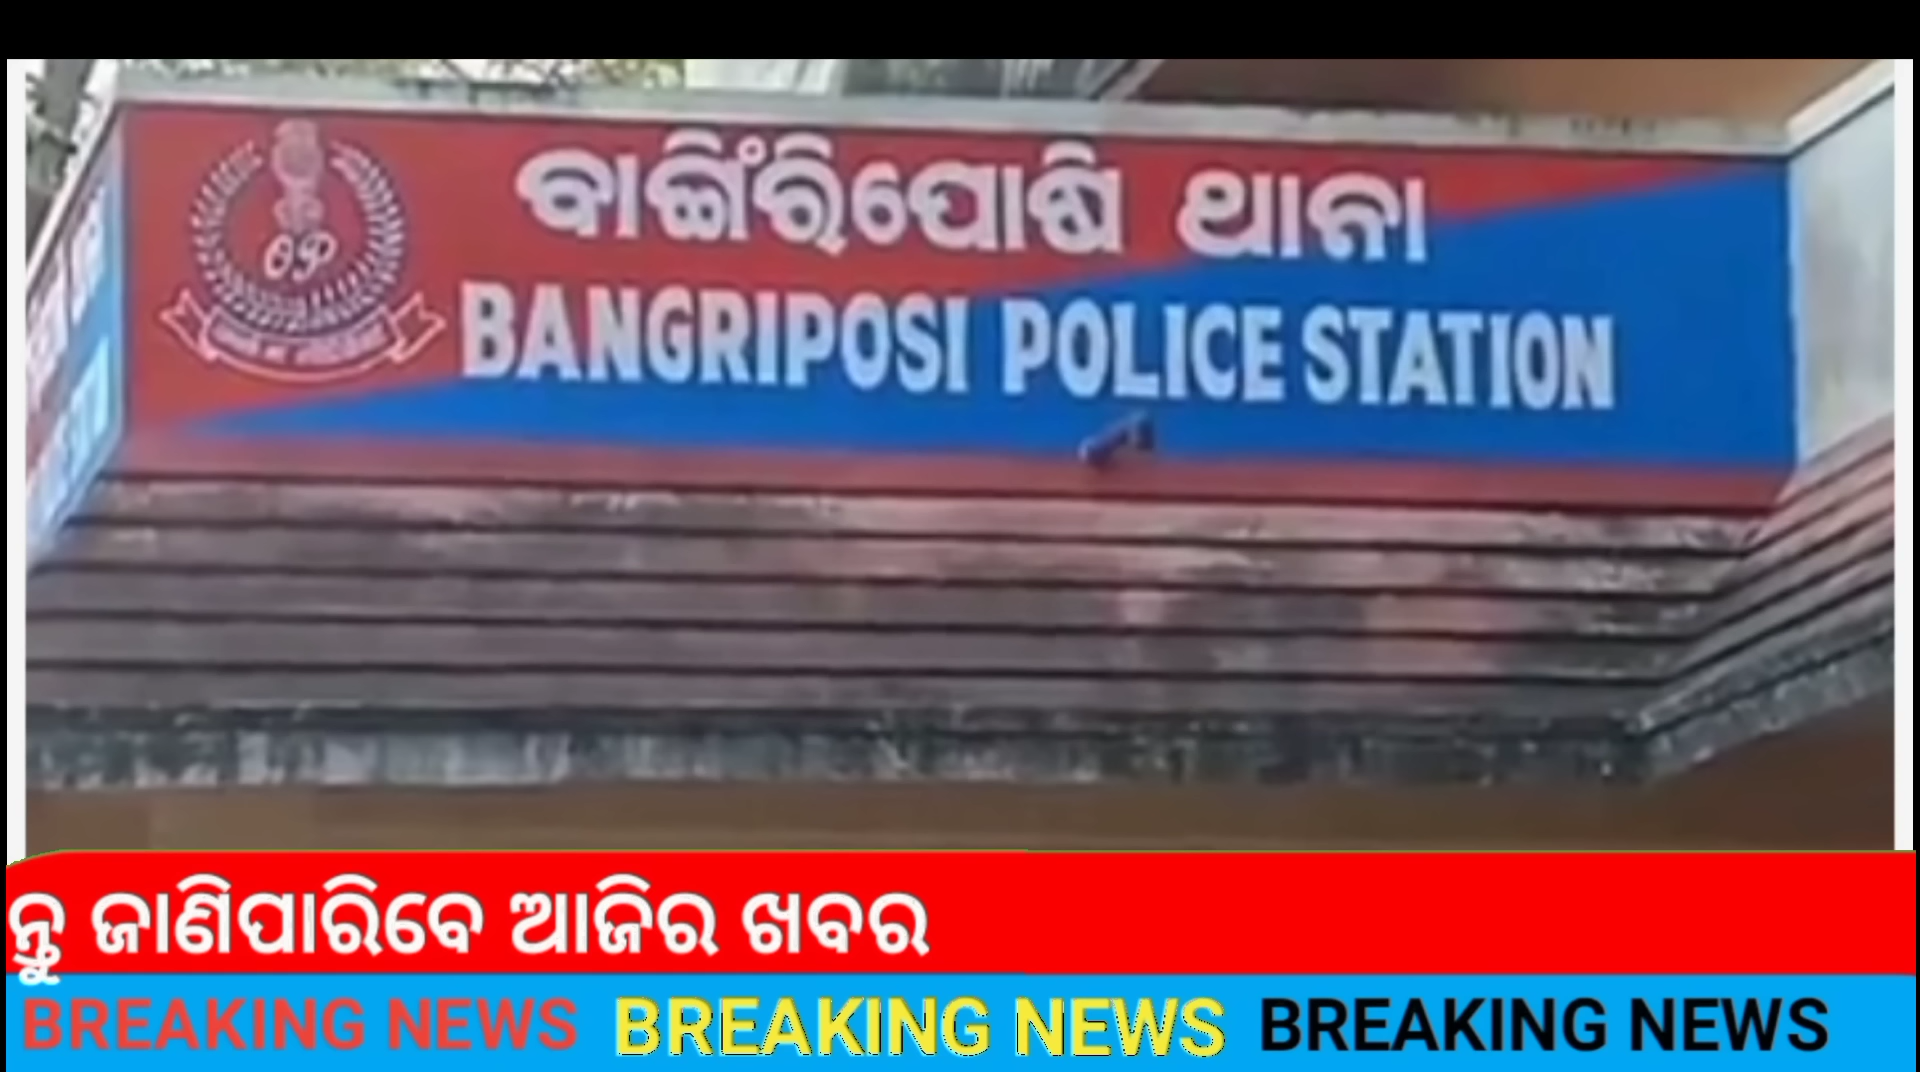 ବାଙ୍ଗିରିପୋଷି ଥାନା
BANGRIPOSI POLICE STATION
ନ୍ତୁ ଜାଣିପାରିବେ ଆଜିର ଖବର
BREAKING NEWS BREAKING NEWS BREAKING NEWS